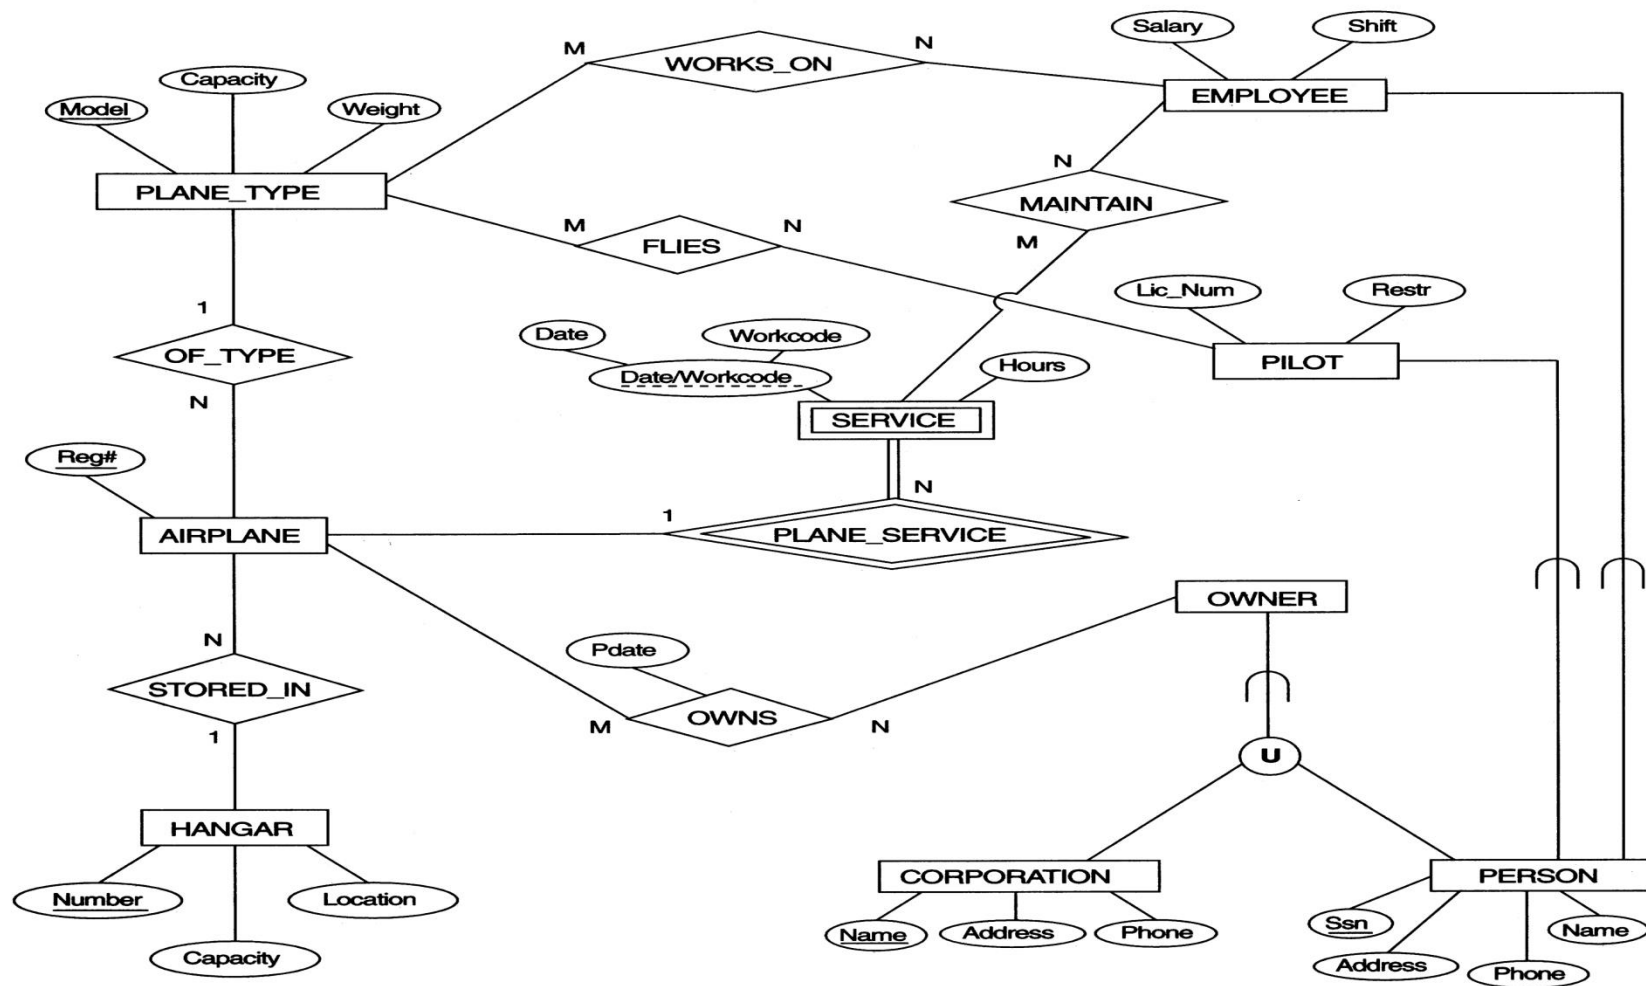 Salary
Shift
M
WORKS_ON
N
Capacity
EMPLOYEE
Model
Weight
N
PLANE_TYPE
MAINTAIN
M
FLIES
N
M
Lic_Num
Restr
1
Date
Workcode
OF_TYPE
PILOT
Hours
Date/Workcode
N
SERVICE
Reg#
N
1
AIRPLANE
PLANE_SERVICE
OWNER
N
Pdate
STORED_IN
OWNS
M
N
1
U
HANGAR
CORPORATION
PERSON
Number
Location
Ssn
Name
Name
Address
Phone
Capacity
Address
Phone